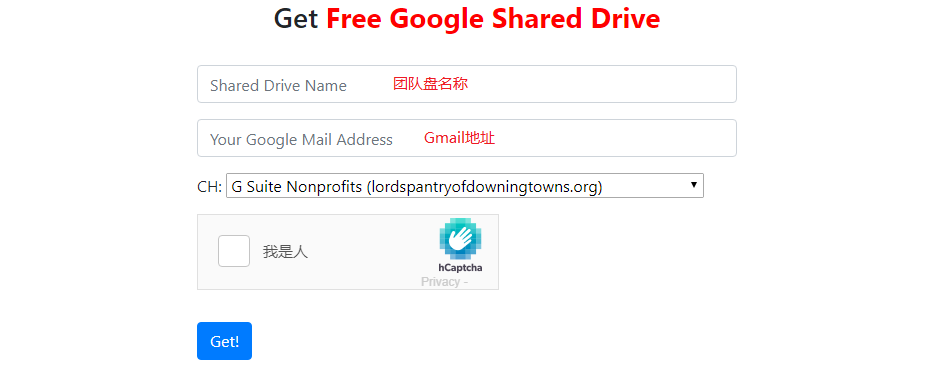 Get Free Google Shared Drive
Shared Drive Name 团队盘名称
Your Google Mail Address Gmail地址
CH: G Suite Nonprofits (lordspantryofdowningtowns.org)
我是人
hCaptcha
Privacy -
Get!